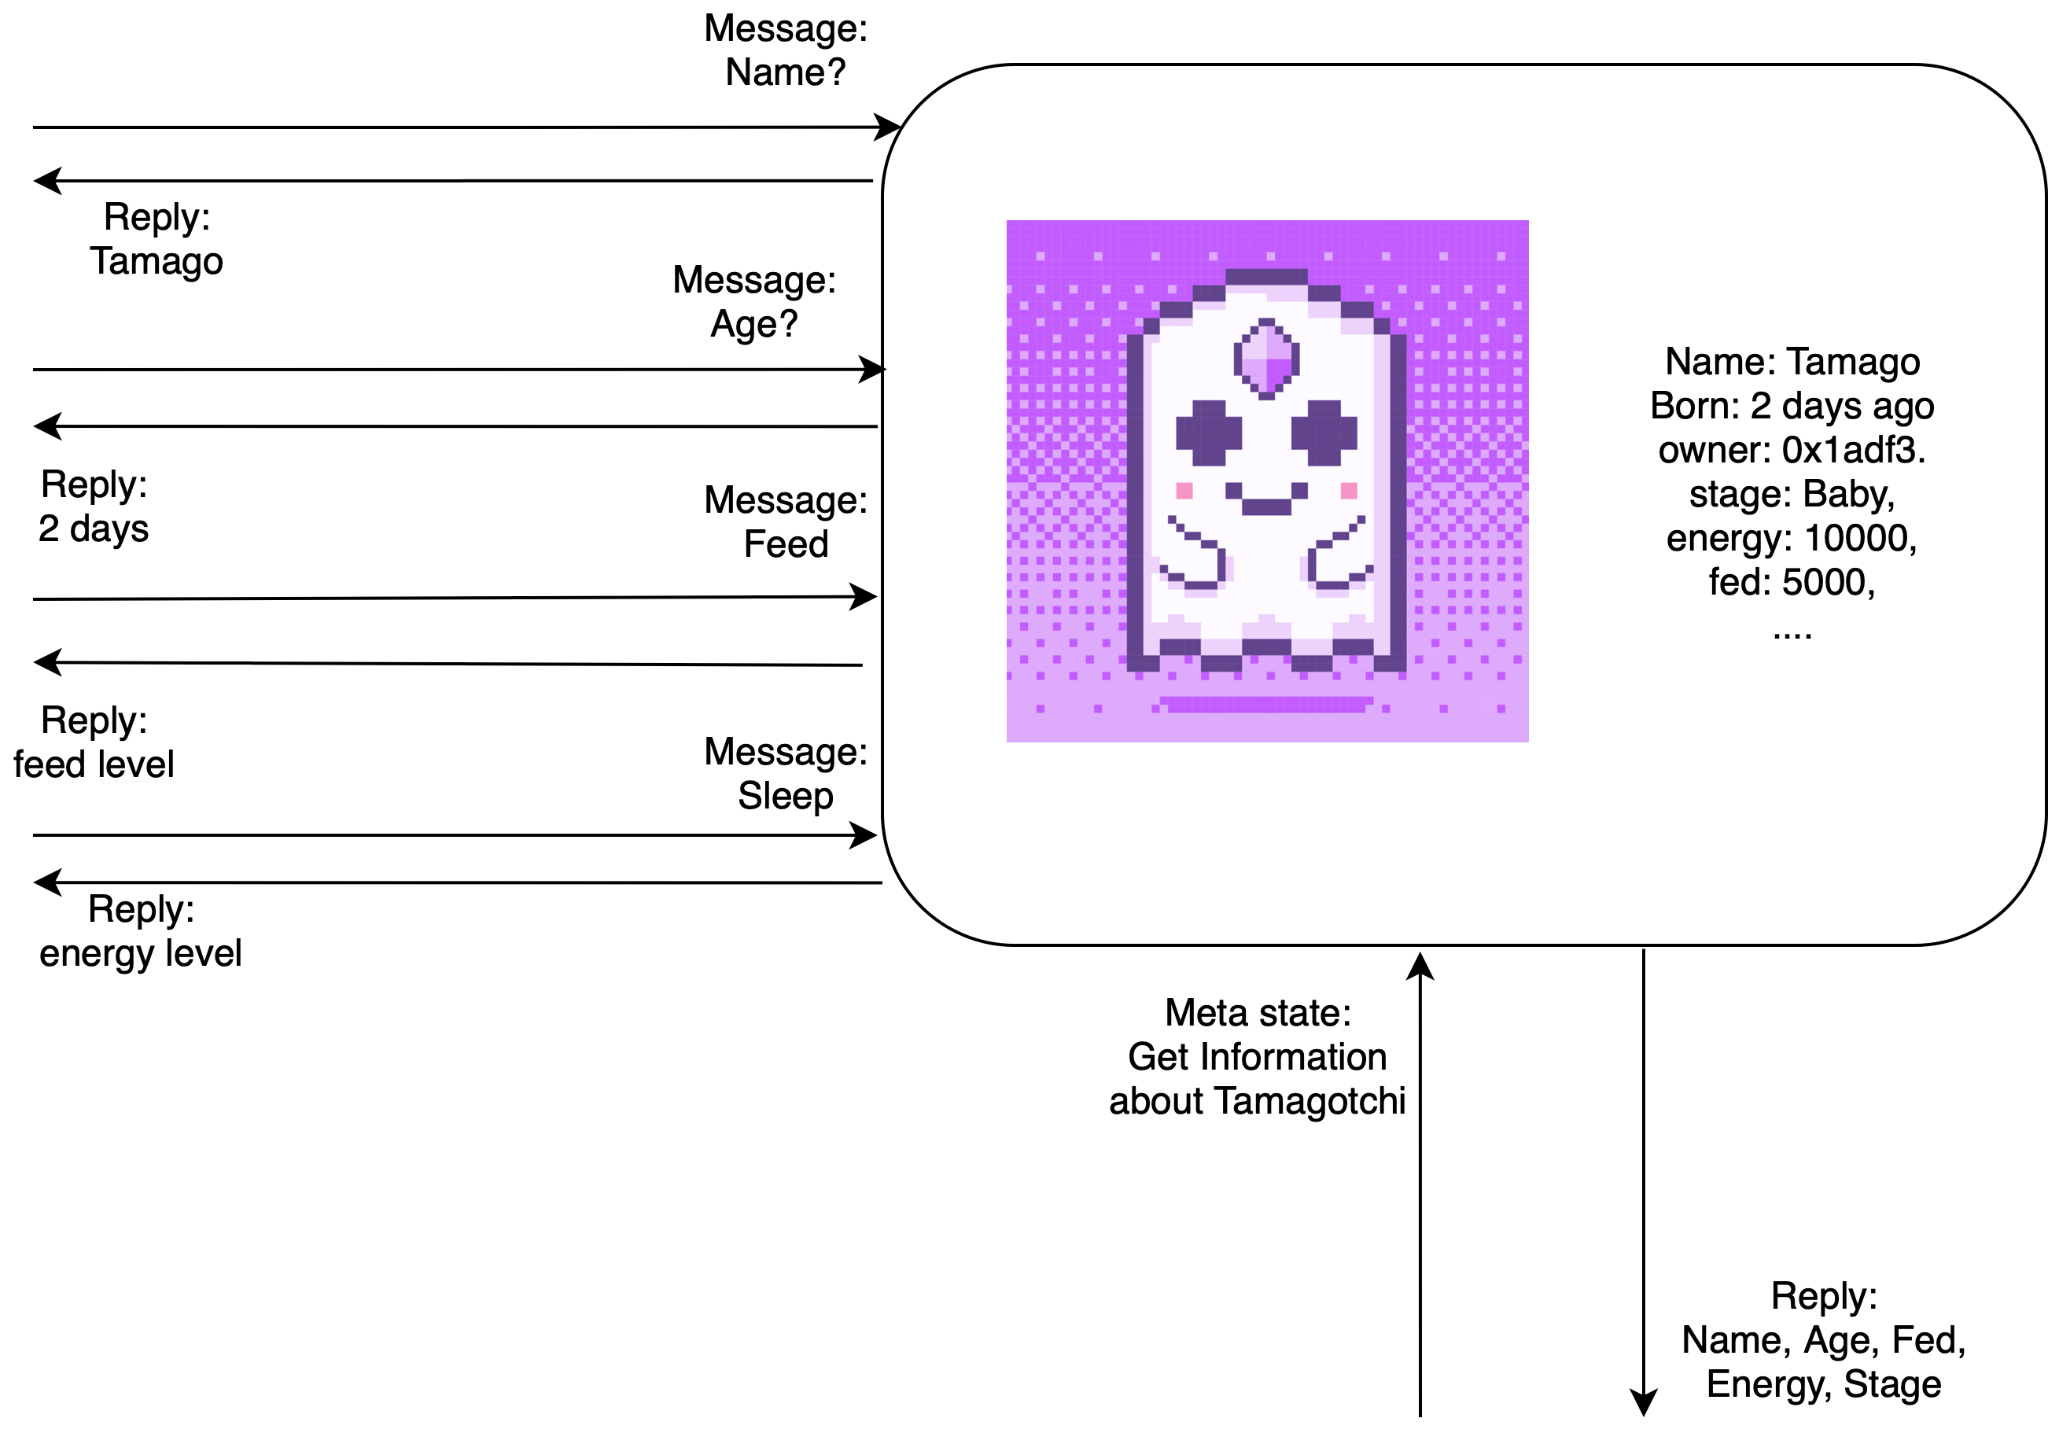 Message:
Name?
Reply:
Tamago
Message:
Age?
Reply:
2 days
Message:
Feed
Reply:
feed level
Message:
Sleep
Reply:
energy level
Name: Tamago
Born: 2 days ago
owner: 0x1adf3.
stage: Baby,
energy: 10000,
fed: 5000,
....
Meta state:
Get Information
about Tamagotchi
Reply:
Name, Age, Fed,
Energy, Stage